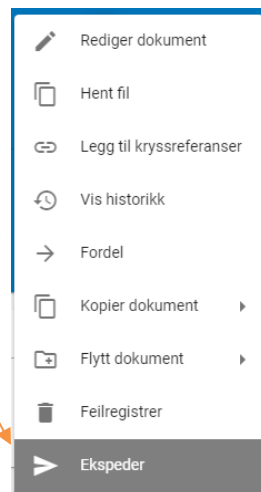 Rediger dokument
Hent fil
Legg til kryssreferanser
Vis historikk
Fordel
Kopier dokument
Flytt dokument
Feilregistrer
Ekspeder